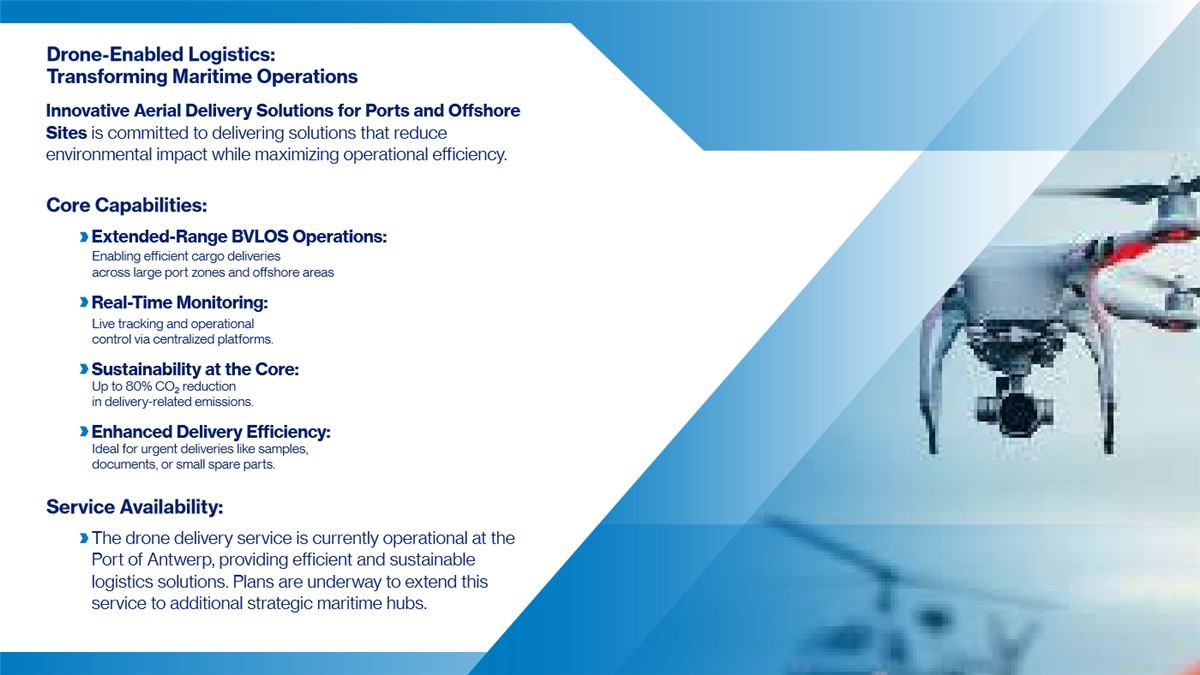 Drone-Enabled Logistics:
Transforming Maritime Operations
Innovative Aerial Delivery Solutions for Ports and Offshore
Sites is committed to delivering solutions that reduce
environmental impact while maximizing operational efficiency.
Core Capabilities:
Extended-Range BVLOS Operations:
Enabling efficient cargo deliveries
across large port zones and offshore areas
Real-Time Monitoring:
Live tracking and operational
control via centralized platforms.
Sustainability at the Core:
Up to 80% CO₂ reduction
in delivery-related emissions.
Enhanced Delivery Efficiency:
Ideal for urgent deliveries like samples,
documents, or small spare parts.
Service Availability:
The drone delivery service is currently operational at the
Port of Antwerp, providing efficient and sustainable
logistics solutions. Plans are underway to extend this
service to additional strategic maritime hubs.